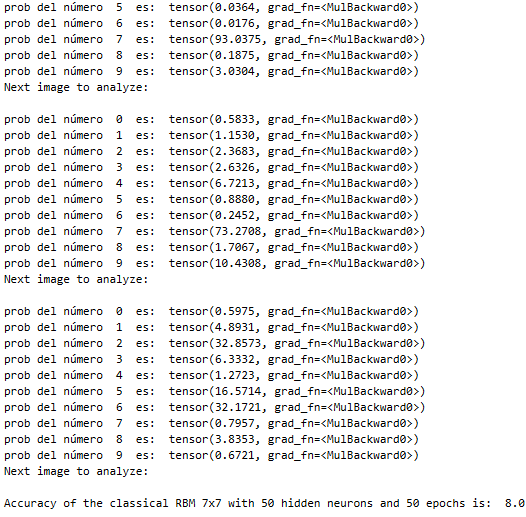 prob del número  5  es:  tensor(0.0364, grad_fn=<MulBackward0>)
prob del número  6  es:  tensor(0.0176, grad_fn=<MulBackward0>)
prob del número  7  es:  tensor(93.0375, grad_fn=<MulBackward0>)
prob del número  8  es:  tensor(0.1875, grad_fn=<MulBackward0>)
prob del número  9  es:  tensor(3.0304, grad_fn=<MulBackward0>)
Next image to analyze:

prob del número  0  es:  tensor(0.5833, grad_fn=<MulBackward0>)
prob del número  1  es:  tensor(1.1530, grad_fn=<MulBackward0>)
prob del número  2  es:  tensor(2.3683, grad_fn=<MulBackward0>)
prob del número  3  es:  tensor(2.6326, grad_fn=<MulBackward0>)
prob del número  4  es:  tensor(6.7213, grad_fn=<MulBackward0>)
prob del número  5  es:  tensor(0.8880, grad_fn=<MulBackward0>)
prob del número  6  es:  tensor(0.2452, grad_fn=<MulBackward0>)
prob del número  7  es:  tensor(73.2708, grad_fn=<MulBackward0>)
prob del número  8  es:  tensor(1.7067, grad_fn=<MulBackward0>)
prob del número  9  es:  tensor(10.4308, grad_fn=<MulBackward0>)
Next image to analyze:

prob del número  0  es:  tensor(0.5975, grad_fn=<MulBackward0>)
prob del número  1  es:  tensor(4.8931, grad_fn=<MulBackward0>)
prob del número  2  es:  tensor(32.8573, grad_fn=<MulBackward0>)
prob del número  3  es:  tensor(6.3332, grad_fn=<MulBackward0>)
prob del número  4  es:  tensor(1.2723, grad_fn=<MulBackward0>)
prob del número  5  es:  tensor(16.5714, grad_fn=<MulBackward0>)
prob del número  6  es:  tensor(32.1721, grad_fn=<MulBackward0>)
prob del número  7  es:  tensor(0.7957, grad_fn=<MulBackward0>)
prob del número  8  es:  tensor(3.8353, grad_fn=<MulBackward0>)
prob del número  9  es:  tensor(0.6721, grad_fn=<MulBackward0>)
Next image to analyze:

Accuracy of the classical RBM 7x7 with 50 hidden neurons and 50 epochs is:  8.0